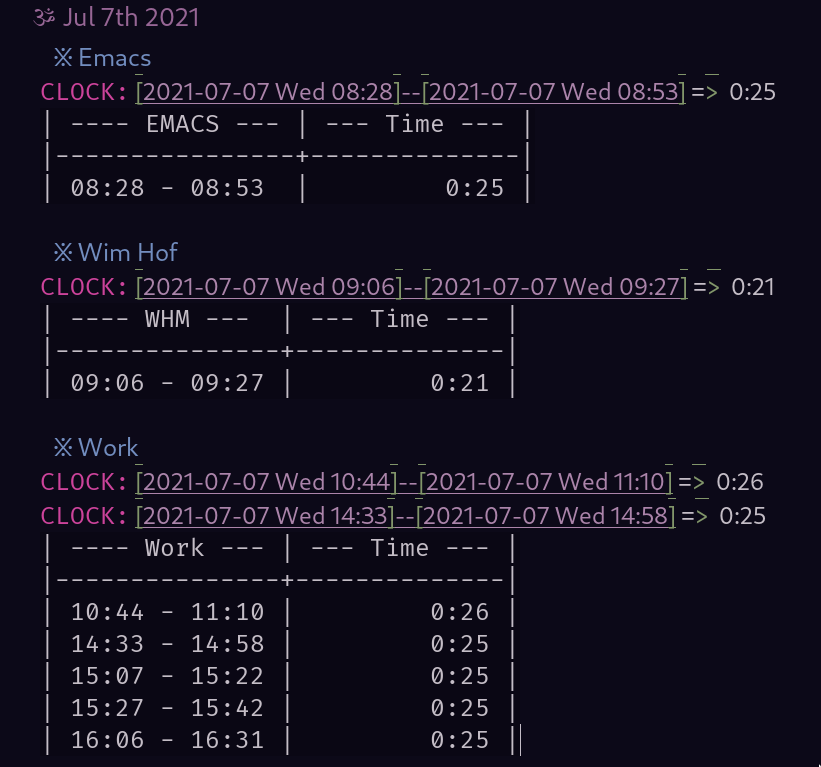 ॐ Jul 7th 2021
※ Emacs
CLOCK: [2021-07-07 Wed 08:28]--[2021-07-07 Wed 08:53] => 0:25
| ---- EMACS --- | --- Time --- |
|----------------+--------------|
| 08:28 - 08:53 | 0:25 |
※ Wim Hof
CLOCK: [2021-07-07 Wed 09:06]--[2021-07-07 Wed 09:27] => 0:21
| ---- WHM --- | --- Time --- |
|---------------+--------------|
| 09:06 - 09:27 | 0:21 |
※ Work
CLOCK: [2021-07-07 Wed 10:44]--[2021-07-07 Wed 11:10] => 0:26
CLOCK: [2021-07-07 Wed 14:33]--[2021-07-07 Wed 14:58] => 0:25
| ---- Work --- | --- Time --- |
|---------------+--------------|
| 10:44 - 11:10 | 0:26 |
| 14:33 - 14:58 | 0:25 |
| 15:07 - 15:22 | 0:25 |
| 15:27 - 15:42 | 0:25 |
| 16:06 - 16:31 | 0:25 |